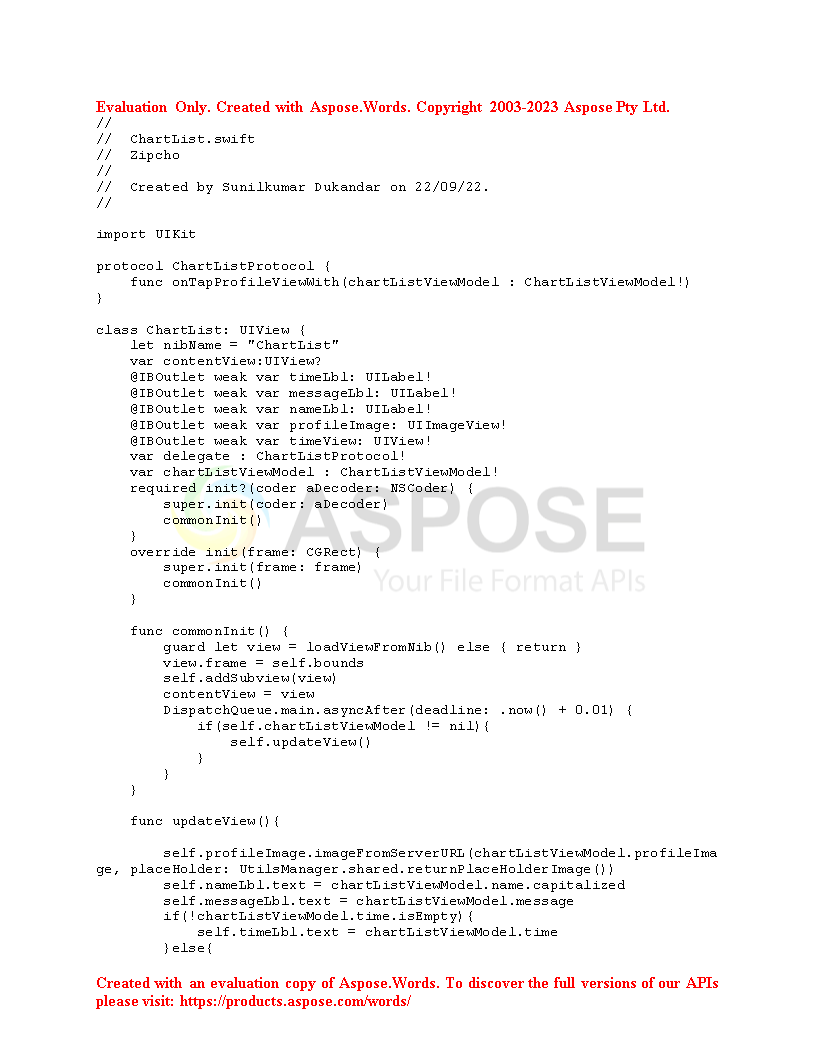 Evaluation Only. Created with Aspose.Words. Copyright 2003-2023 Aspose Pty Ltd.
//
//  ChartList.swift
//  Zipcho
//
//  Created by Sunilkumar Dukandar on 22/09/22.
//

import UIKit

protocol ChartListProtocol {
    func onTapProfileViewWith(chartListViewModel : ChartListViewModel!)
}

class ChartList: UIView {
    let nibName = "ChartList"
    var contentView:UIView?
    @IBOutlet weak var timeLbl: UILabel!
    @IBOutlet weak var messageLbl: UILabel!
    @IBOutlet weak var nameLbl: UILabel!
    @IBOutlet weak var profileImage: UIImageView!
    @IBOutlet weak var timeView: UIView!
    var delegate : ChartListProtocol!
    var chartListViewModel : ChartListViewModel!
    required init?(coder aDecoder: NSCoder) {
        super.init(coder: aDecoder)
        commonInit()
    }
    override init(frame: CGRect) {
        super.init(frame: frame)
        commonInit()
    }

    func commonInit() {
        guard let view = loadViewFromNib() else { return }
        view.frame = self.bounds
        self.addSubview(view)
        contentView = view
        DispatchQueue.main.asyncAfter(deadline: .now() + 0.01) {
            if(self.chartListViewModel != nil){
                self.updateView()
            }
        }
    }

    func updateView(){

        self.profileImage.imageFromServerURL(chartListViewModel.profileIma
ge, placeHolder: UtilsManager.shared.returnPlaceHolderImage())
        self.nameLbl.text = chartListViewModel.name.capitalized
        self.messageLbl.text = chartListViewModel.message
        if(!chartListViewModel.time.isEmpty){
            self.timeLbl.text = chartListViewModel.time
        }else{
ASPOSE
Your File Format APIs
Created with an evaluation copy of Aspose.Words. To discover the full versions of our APIs
please visit: https://products.aspose.com/words/